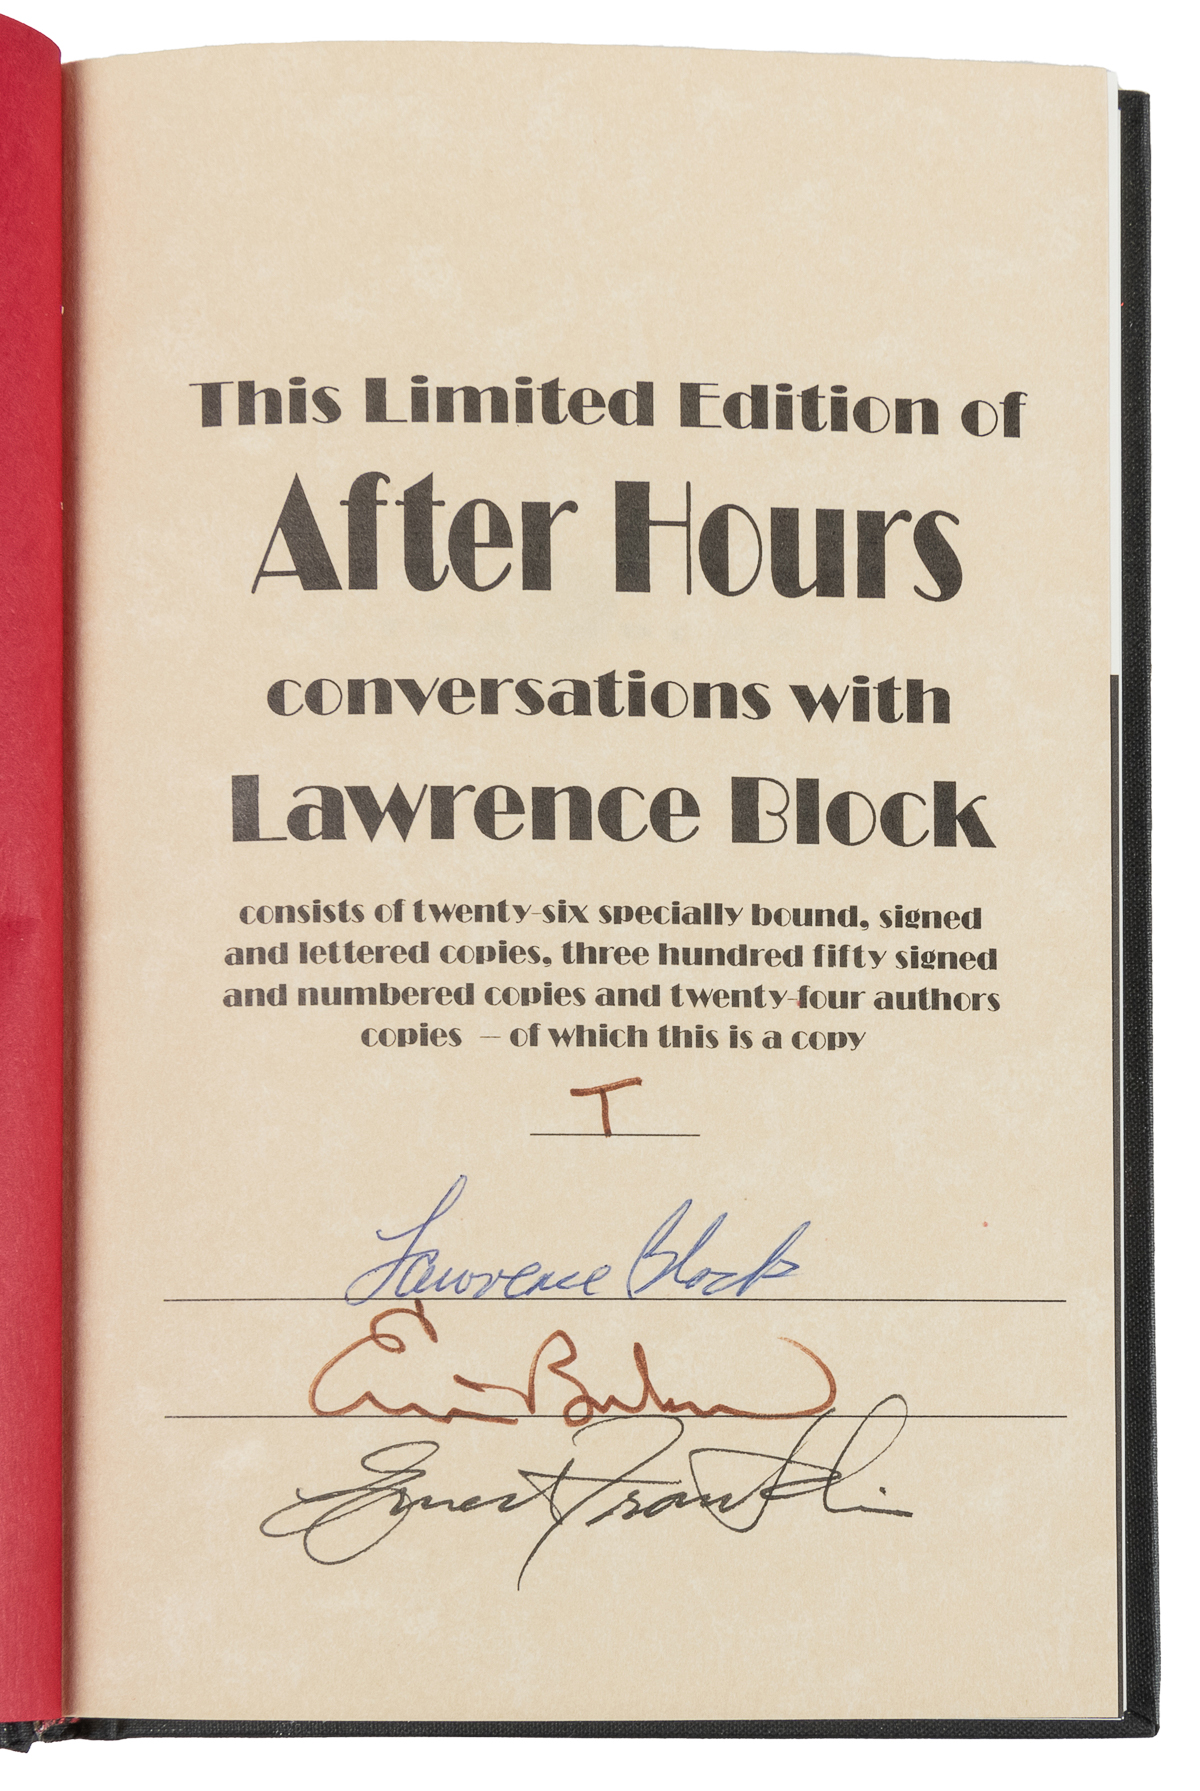 This Limited Edition of
After Hours
conversations with
Lawrence Block
consists of twenty-six specially bound, signed
and lettered copies, three hundred fifty signed
and numbered copies and twenty-four authors
copies – of which this is a copy
T
Lawrence Block
Ernest Franklin